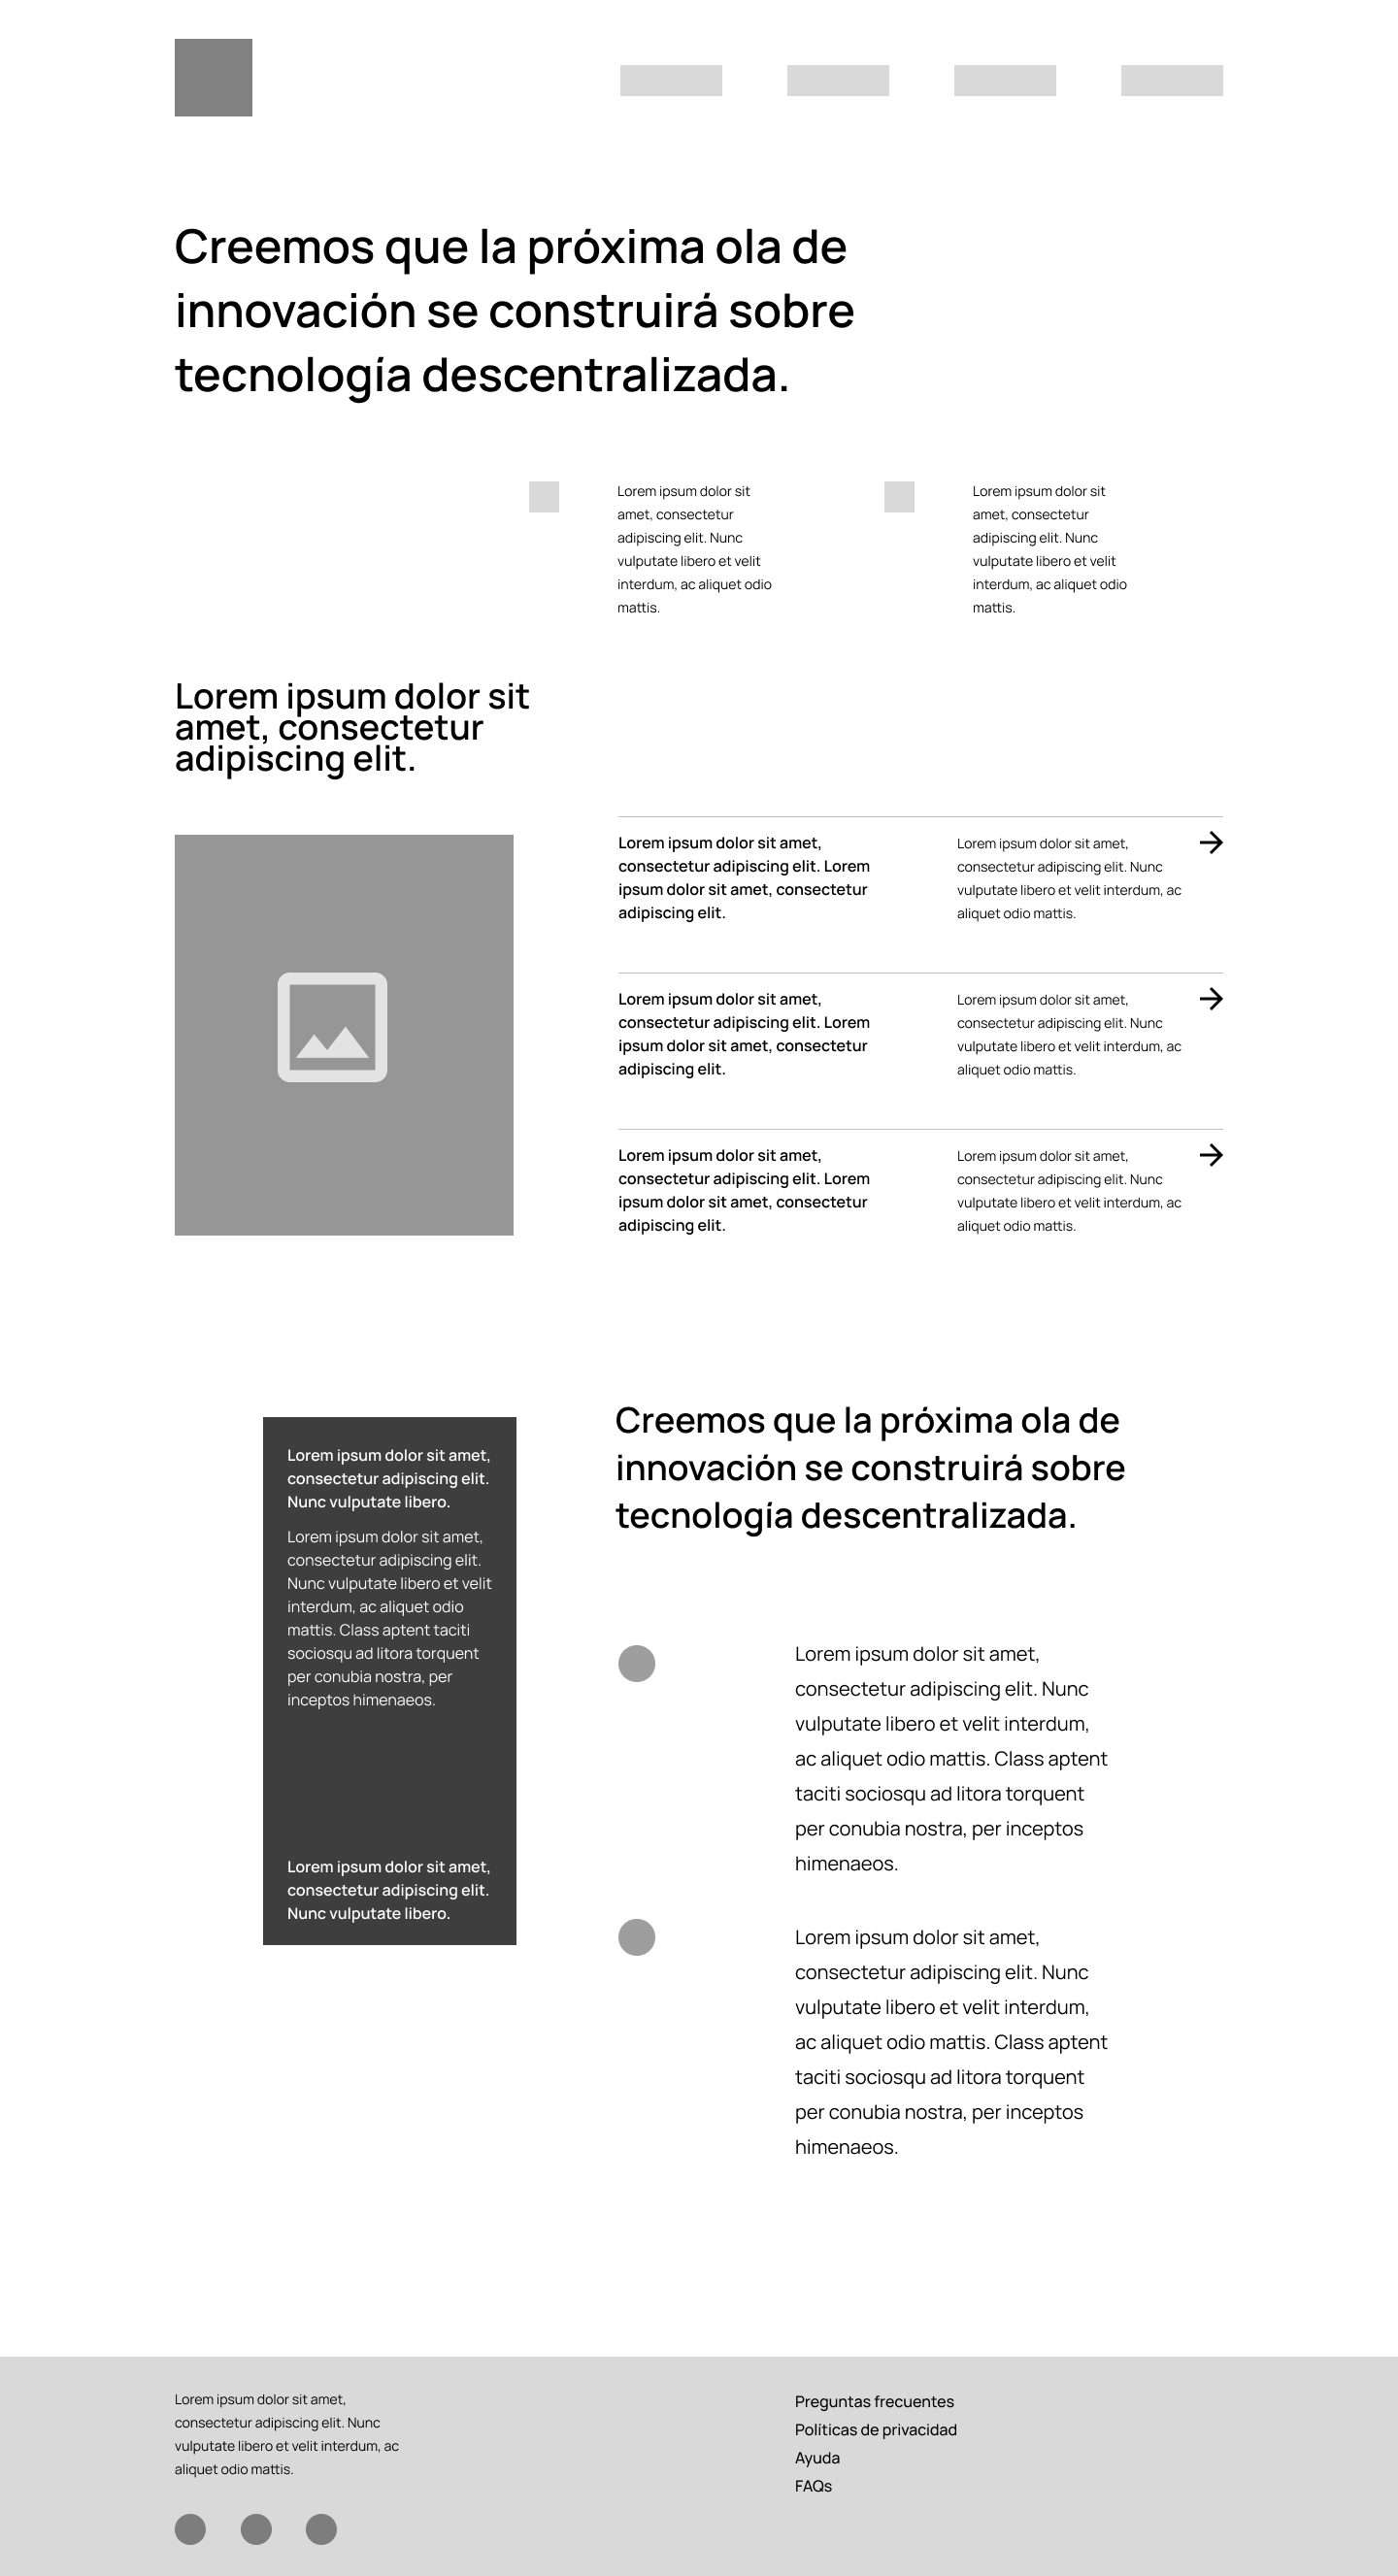 Creemos que la próxima ola de
innovación se construirá sobre
tecnología descentralizada.
Lorem ipsum dolor sit
amet, consectetur
adipiscing elit. Nunc
vulputate libero et velit
interdum, ac aliquet odio
mattis.
Lorem ipsum dolor sit
amet, consectetur
adipiscing elit. Nunc
vulputate libero et velit
interdum, ac aliquet odio
mattis.
Lorem ipsum dolor sit
amet, consectetur
adipiscing elit.
Lorem ipsum dolor sit amet,
consectetur adipiscing elit. Lorem
ipsum dolor sit amet, consectetur
adipiscing elit.
Lorem ipsum dolor sit amet,
consectetur adipiscing elit. Nunc
vulputate libero et velit interdum, ac
aliquet odio mattis.
Lorem ipsum dolor sit amet,
consectetur adipiscing elit. Lorem
ipsum dolor sit amet, consectetur
adipiscing elit.
Lorem ipsum dolor sit amet,
consectetur adipiscing elit. Nunc
vulputate libero et velit interdum, ac
aliquet odio mattis.
Lorem ipsum dolor sit amet,
consectetur adipiscing elit. Lorem
ipsum dolor sit amet, consectetur
adipiscing elit.
Lorem ipsum dolor sit amet,
consectetur adipiscing elit. Nunc
vulputate libero et velit interdum, ac
aliquet odio mattis.
Lorem ipsum dolor sit amet,
consectetur adipiscing elit.
Nunc vulputate libero.
Lorem ipsum dolor sit amet,
consectetur adipiscing elit.
Nunc vulputate libero et velit
interdum, ac aliquet odio
mattis. Class aptent taciti
sociosqu ad litora torquent
per conubia nostra, per
inceptos himenaeos.
Lorem ipsum dolor sit amet,
consectetur adipiscing elit.
Nunc vulputate libero.
Creemos que la próxima ola de
innovación se construirá sobre
tecnología descentralizada.
Lorem ipsum dolor sit amet,
consectetur adipiscing elit. Nunc
vulputate libero et velit interdum,
ac aliquet odio mattis. Class aptent
taciti sociosqu ad litora torquent
per conubia nostra, per inceptos
himenaeos.
Lorem ipsum dolor sit amet,
consectetur adipiscing elit. Nunc
vulputate libero et velit interdum,
ac aliquet odio mattis. Class aptent
taciti sociosqu ad litora torquent
per conubia nostra, per inceptos
himenaeos.
Lorem ipsum dolor sit amet,
consectetur adipiscing elit. Nunc
vulputate libero et velit interdum, ac
aliquet odio mattis.
Preguntas frecuentes
Políticas de privacidad
Ayuda
FAQs